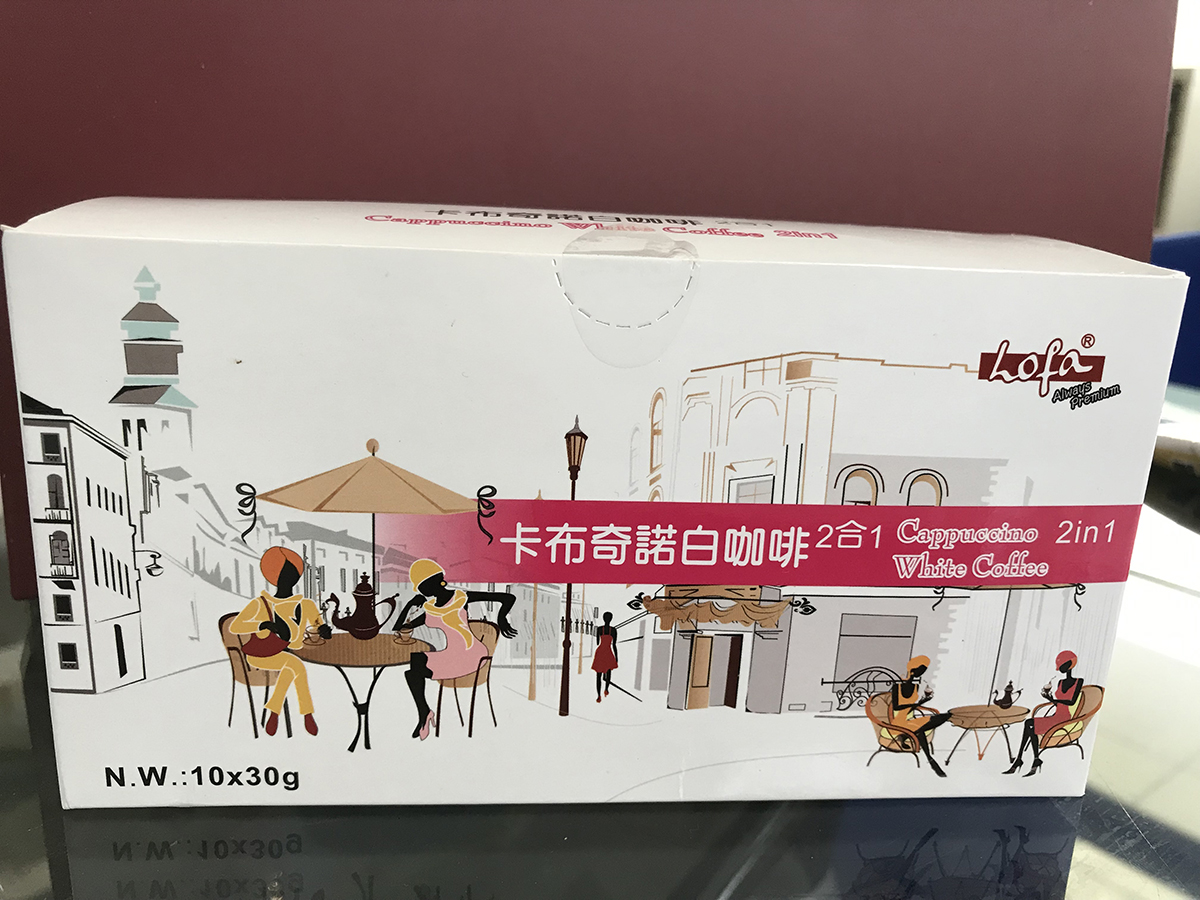 卡布奇諾白咖啡 2合1
Cappuccino White Coffee 2in1
Lofa®
Always
Premium
卡布奇諾白咖啡 2合1 Cappuccino White Coffee 2in1
N.W.:10x30g